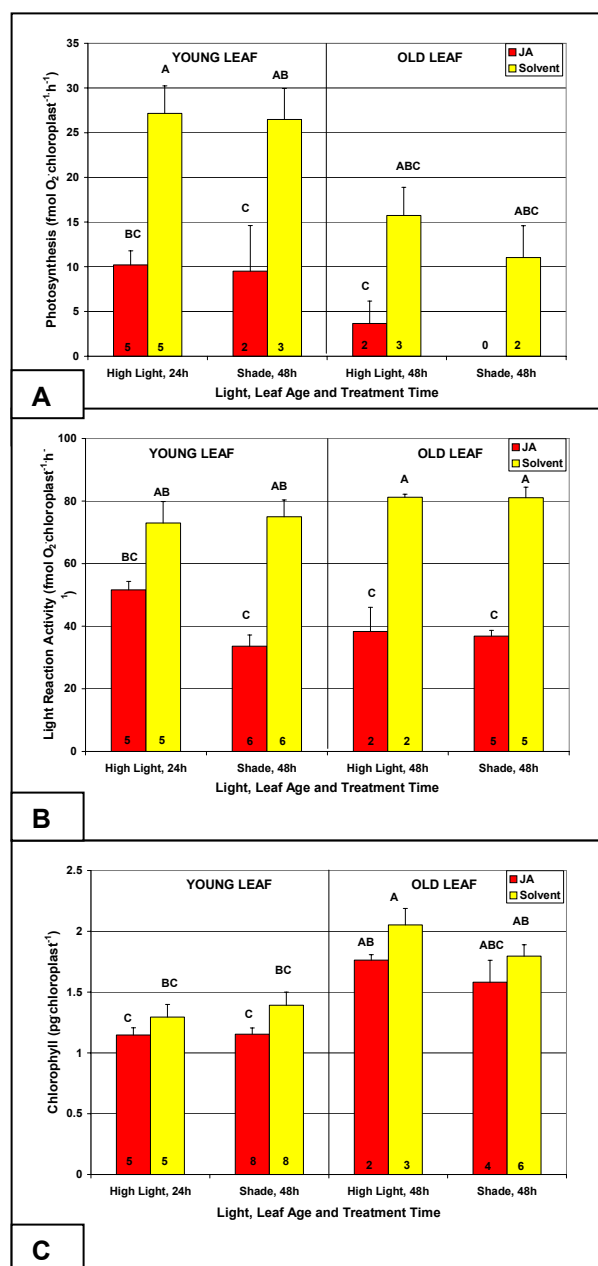 YOUNG LEAF OLD LEAF
JA
Solvent
35
30
25
20
15
10
5
0
Photosynthesis (fmol O2·chloroplast-1·h-1)
A
AB
ABC
ABC
BC
C
C
5 5 2 3 2 3 0 2
High Light, 24h Shade, 48h High Light, 48h Shade, 48h
Light, Leaf Age and Treatment Time
A
YOUNG LEAF OLD LEAF
JA
Solvent
100
80
60
40
20
0
Light Reaction Activity (fmol O2·chloroplast-1·h-
1)
BC AB C AB C A C A
5 5 6 6 2 2 5 5
High Light, 24h Shade, 48h High Light, 48h Shade, 48h
Light, Leaf Age and Treatment Time
B
YOUNG LEAF OLD LEAF
JA
Solvent
2.5
2
1.5
1
0.5
0
Chlorophyll (pg·chloroplast-1)
C BC C BC AB A ABC AB
5 5 8 8 2 3 4 6
High Light, 24h Shade, 48h High Light, 48h Shade, 48h
Light, Leaf Age and Treatment Time
C